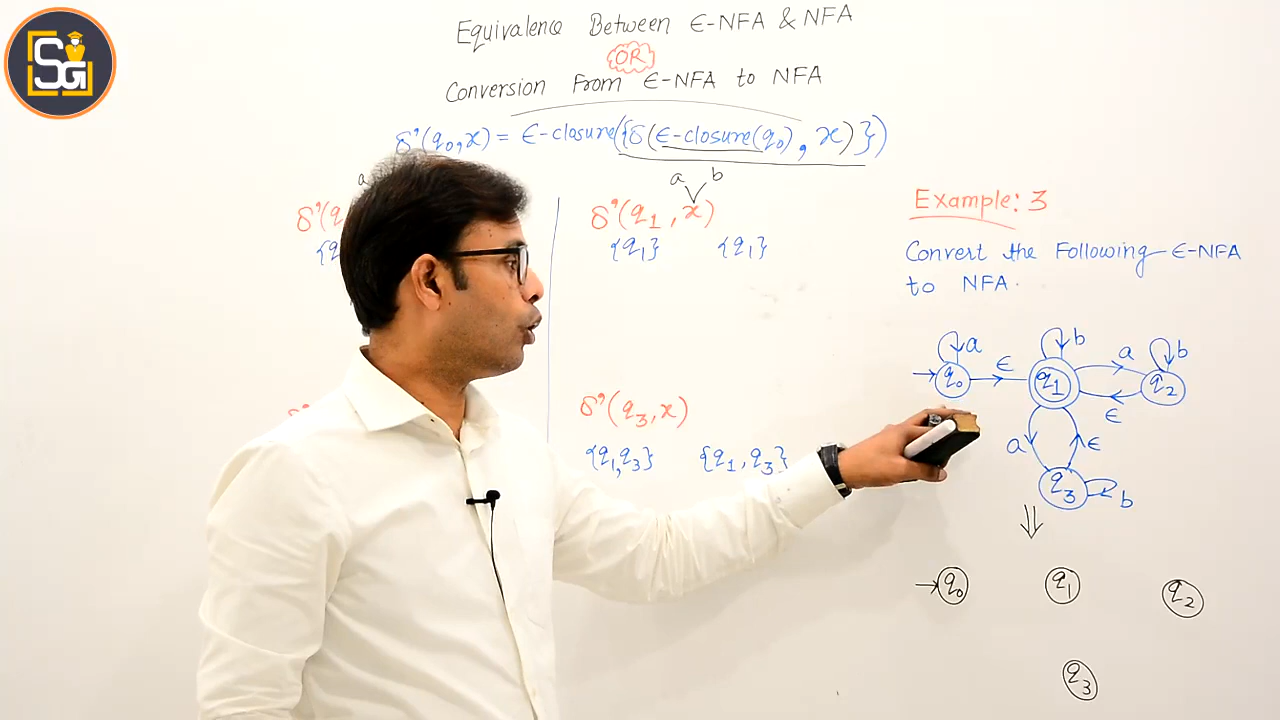 SG
Equivalence Between ϵ-NFA & NFA
OR
Conversion From ϵ-NFA to NFA
δ'(q0,x) = ϵ-closure({δ(ϵ-closure(q0), x)})
a
a b
δ'(q
δ'(q1, x)
{q
{q1} {q1}
δ'(q3, x)
{q1,q3} {q1, q3}
Example: 3
Convert the Following ϵ-NFA
to NFA.
a b a b
q0 ϵ q1 q2
ϵ
a ϵ
q3 b
q0 q1 q2
q3